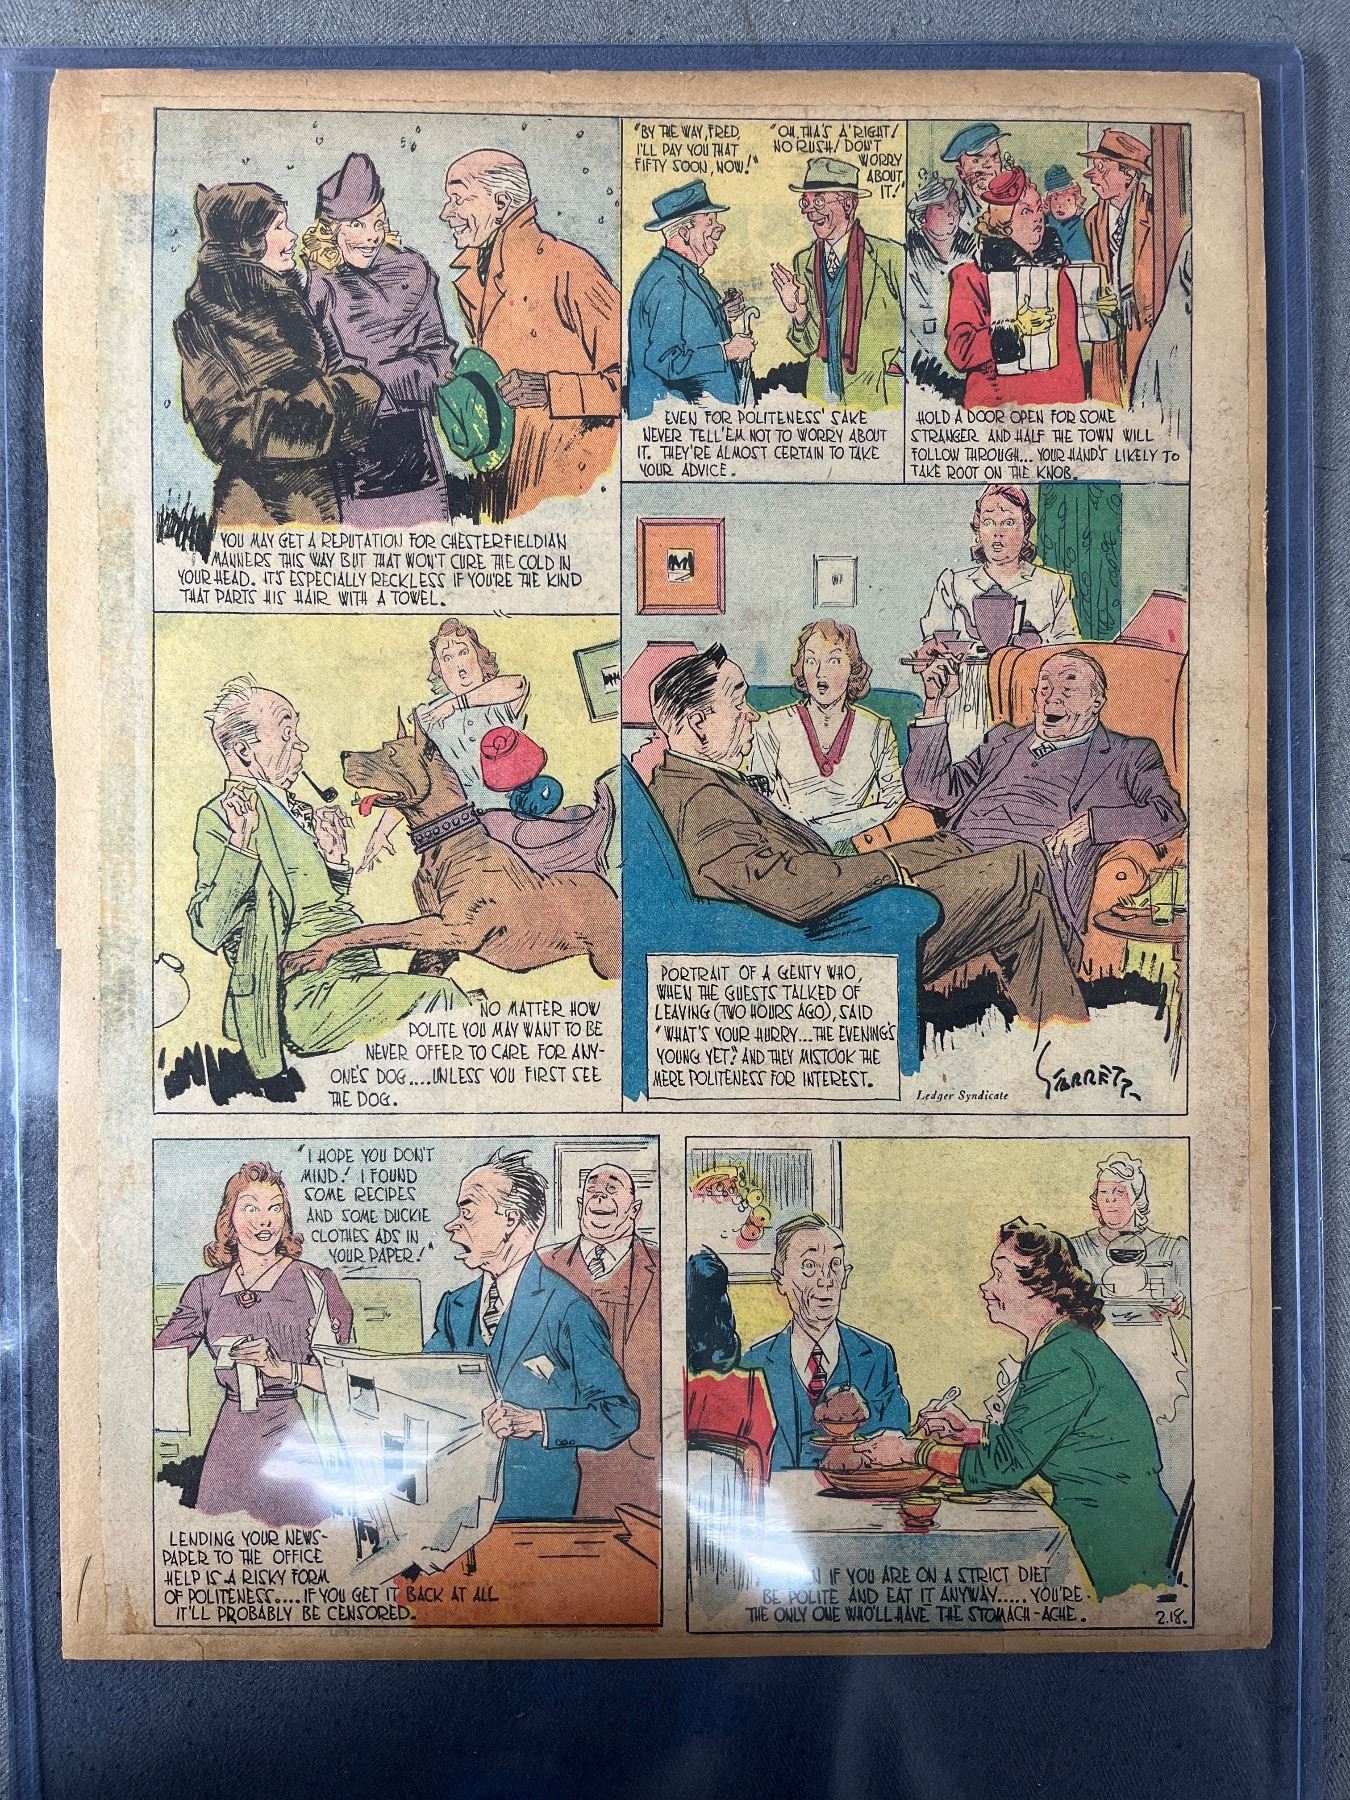 YOU MAY GET A REPUTATION FOR CHESTERFIELDIAN
MANNERS THIS WAY BUT THAT WON'T CURE THE COLD IN
YOUR HEAD. IT'S ESPECIALLY RECKLESS IF YOU'RE THE KIND
THAT PARTS HIS HAIR WITH A TOWEL.
"BY THE WAY, FRED,
I'LL PAY YOU THAT
FIFTY SOON, NOW!"
"OH, THA'S A'RIGHT!
NO RUSH! DON'T
WORRY
ABOUT
IT!"
EVEN FOR POLITENESS' SAKE
NEVER TELL 'EM NOT TO WORRY ABOUT
IT. THEY'RE ALMOST CERTAIN TO TAKE
YOUR ADVICE.
HOLD A DOOR OPEN FOR SOME
STRANGER AND HALF THE TOWN WILL
FOLLOW THROUGH... YOUR HAND'S LIKELY TO
TAKE ROOT ON THE KNOB.
NO MATTER HOW
POLITE YOU MAY WANT TO BE
NEVER OFFER TO CARE FOR ANY-
ONE'S DOG....UNLESS YOU FIRST SEE
THE DOG.
PORTRAIT OF A GENTY WHO,
WHEN THE GUESTS TALKED OF
LEAVING (TWO HOURS AGO), SAID
"WHAT'S YOUR HURRY...THE EVENING'S
YOUNG YET." AND THEY MISTOOK THE
MERE POLITENESS FOR INTEREST.
Ledger Syndicate
"I HOPE YOU DON'T
MIND! I FOUND
SOME RECIPES
AND SOME DUCKIE
CLOTHES ADS IN
YOUR PAPER!"
LENDING YOUR NEWS-
PAPER TO THE OFFICE
HELP IS A RISKY FORM
OF POLITENESS.... IF YOU GET IT BACK AT ALL
IT'LL PROBABLY BE CENSORED.
IF YOU ARE ON A STRICT DIET
BE POLITE AND EAT IT ANYWAY..... YOU'RE
THE ONLY ONE WHO'LL HAVE THE STOMACH-ACHE.
2.18.